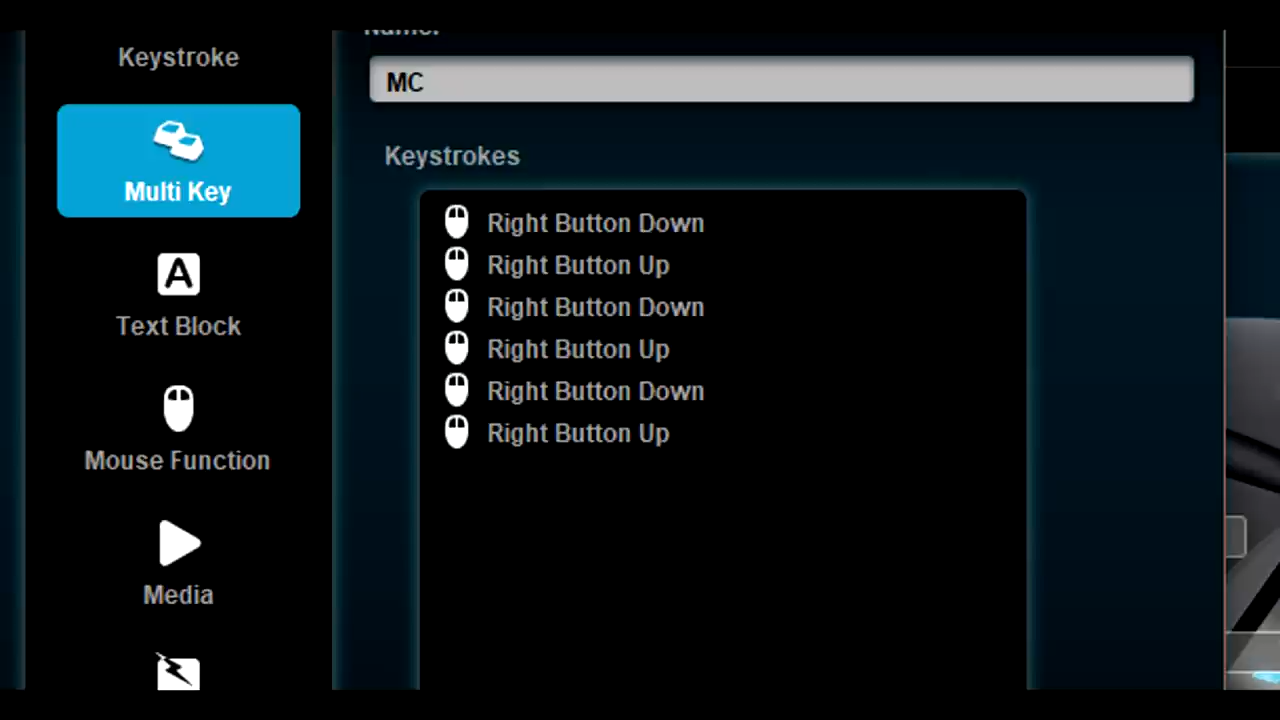 Keystroke
Multi Key
A
Text Block
Mouse Function
Media
Name:
MC
Keystrokes
Right Button Down
Right Button Up
Right Button Down
Right Button Up
Right Button Down
Right Button Up